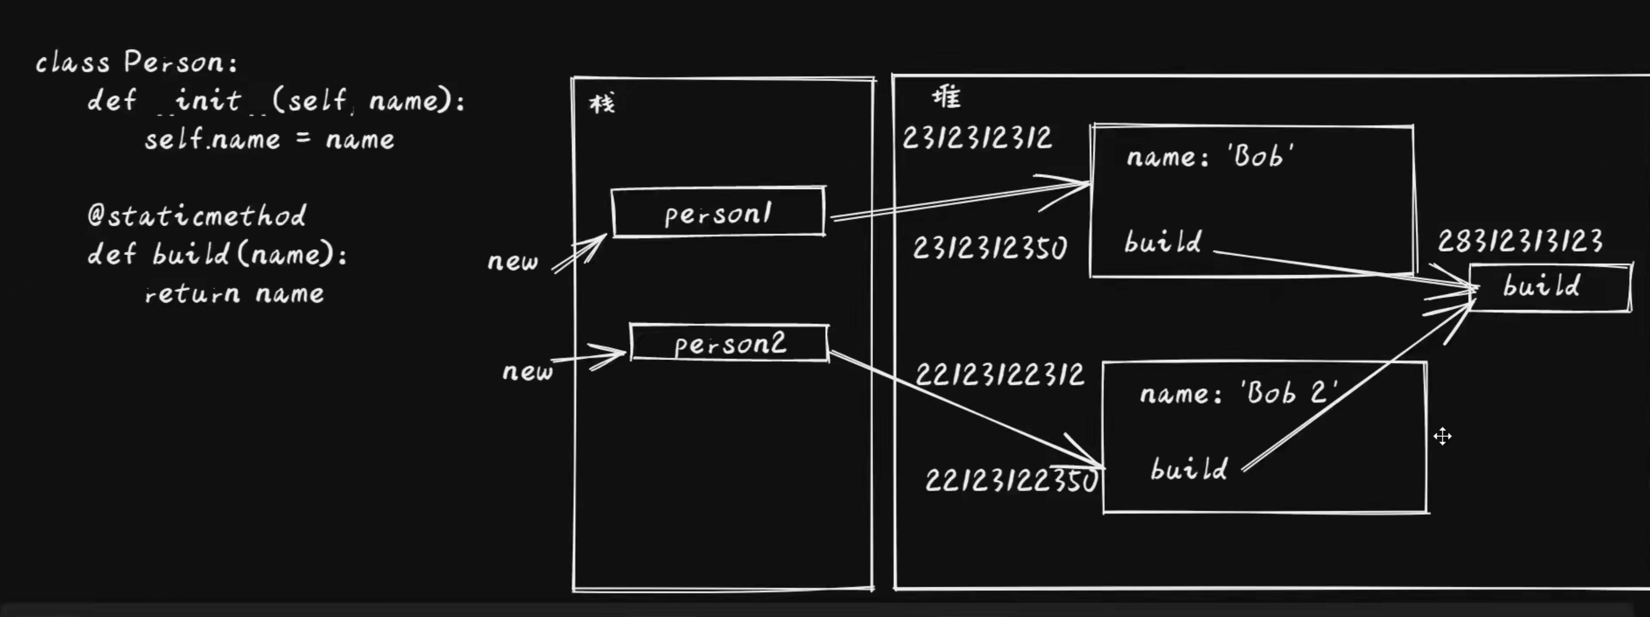 class Person:
def __init__(self, name):
self.name = name
@staticmethod
def build(name):
return name
栈
person1
new
person2
new
堆
2312312312
name: 'Bob'
2312312350
build
28312313123
build
22123122312
name: 'Bob 2'
22123122350
build